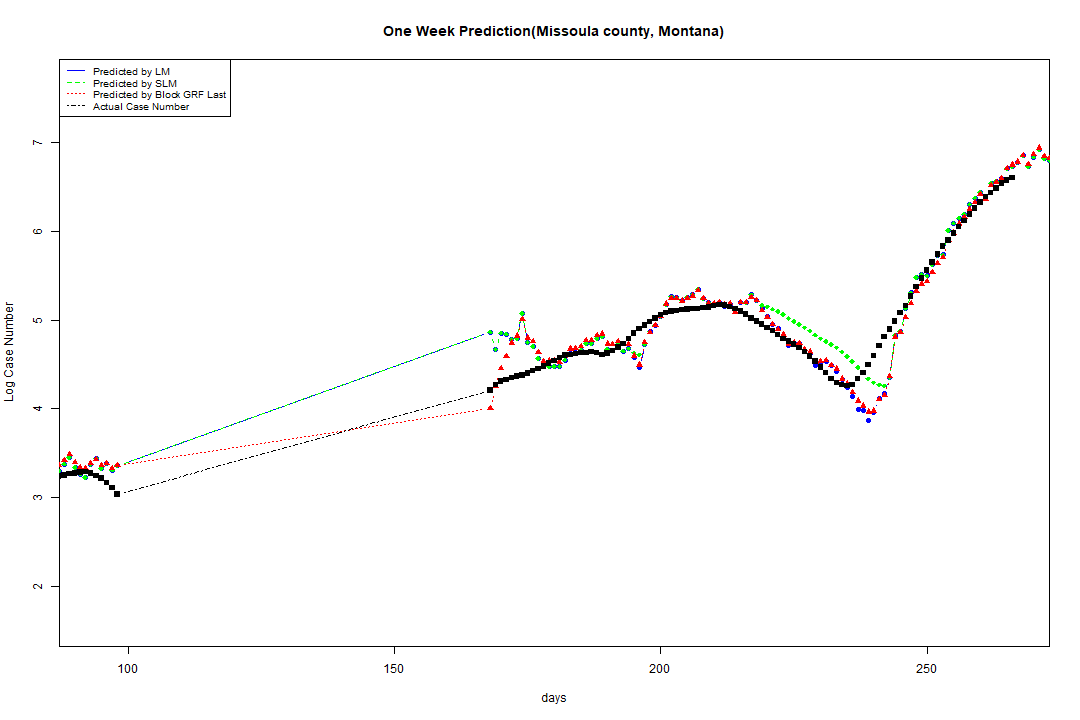 One Week Prediction(Missoula county, Montana)
Predicted by LM
Predicted by SLM
Predicted by Block GRF Last
Actual Case Number
7
6
5
4
3
2
Log Case Number
100 150 200 250
days